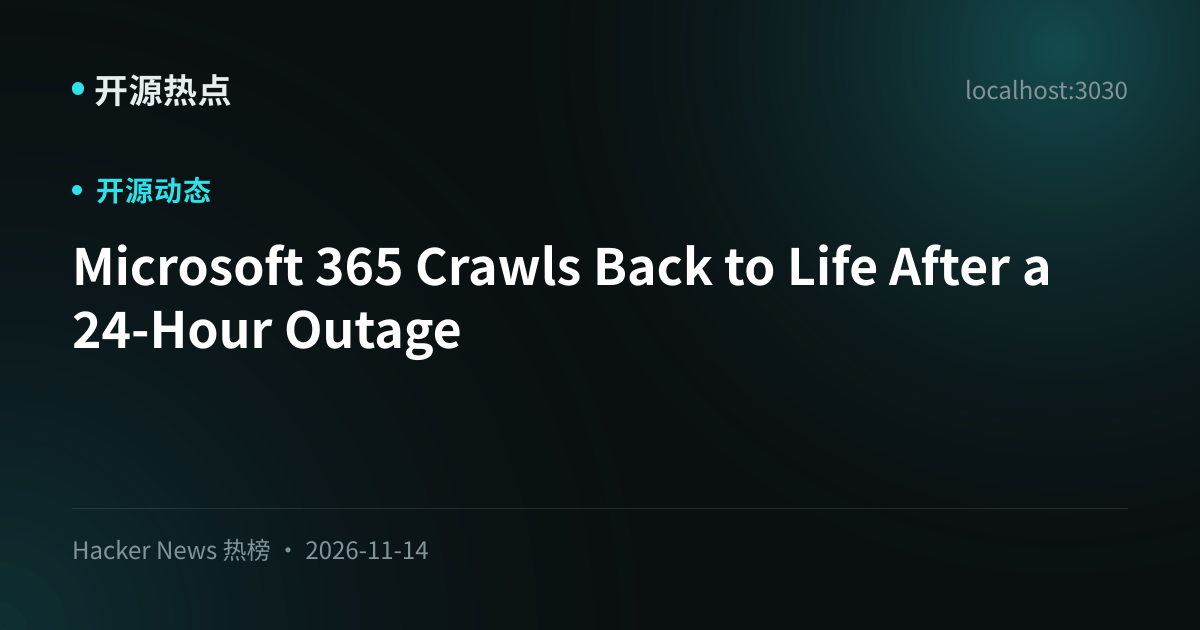 开源热点
localhost:3030
开源动态
Microsoft 365 Crawls Back to Life After a
24-Hour Outage
Hacker News 热榜 · 2026-11-14